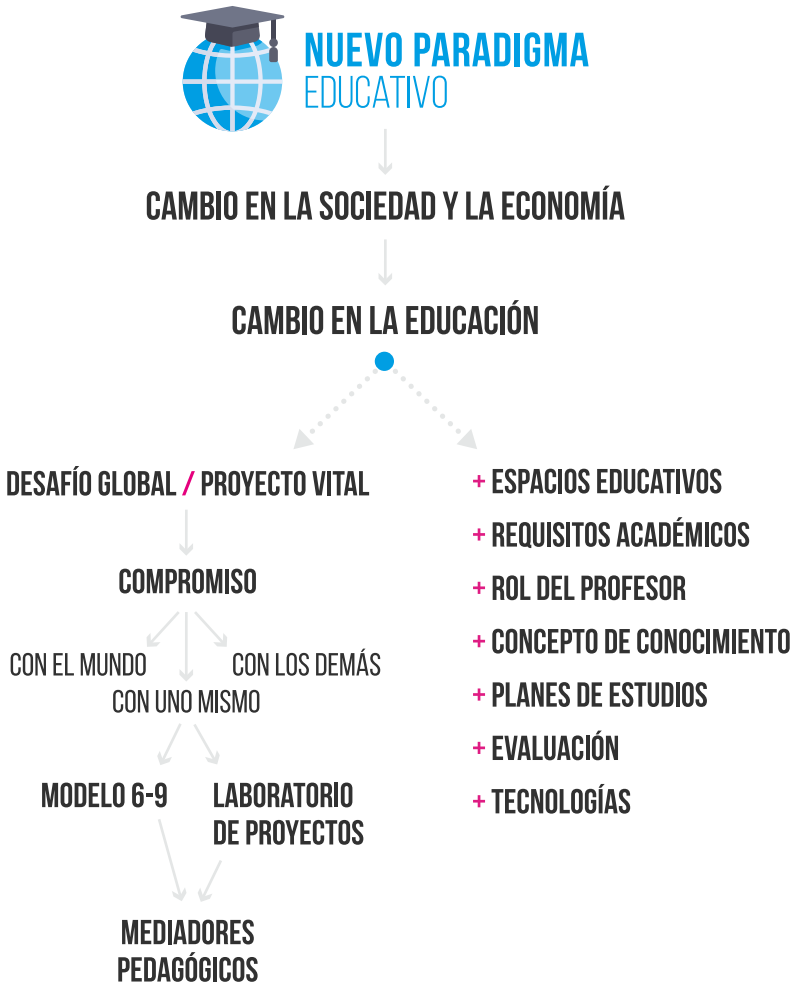 NUEVO PARADIGMA
EDUCATIVO
CAMBIO EN LA SOCIEDAD Y LA ECONOMÍA
CAMBIO EN LA EDUCACIÓN
DESAFÍO GLOBAL / PROYECTO VITAL
COMPROMISO
CON EL MUNDO
CON LOS DEMÁS
CON UNO MISMO
MODELO 6-9
LABORATORIO
DE PROYECTOS
MEDIADORES
PEDAGÓGICOS
+ ESPACIOS EDUCATIVOS
+ REQUISITOS ACADÉMICOS
+ ROL DEL PROFESOR
+ CONCEPTO DE CONOCIMIENTO
+ PLANES DE ESTUDIOS
+ EVALUACIÓN
+ TECNOLOGÍAS